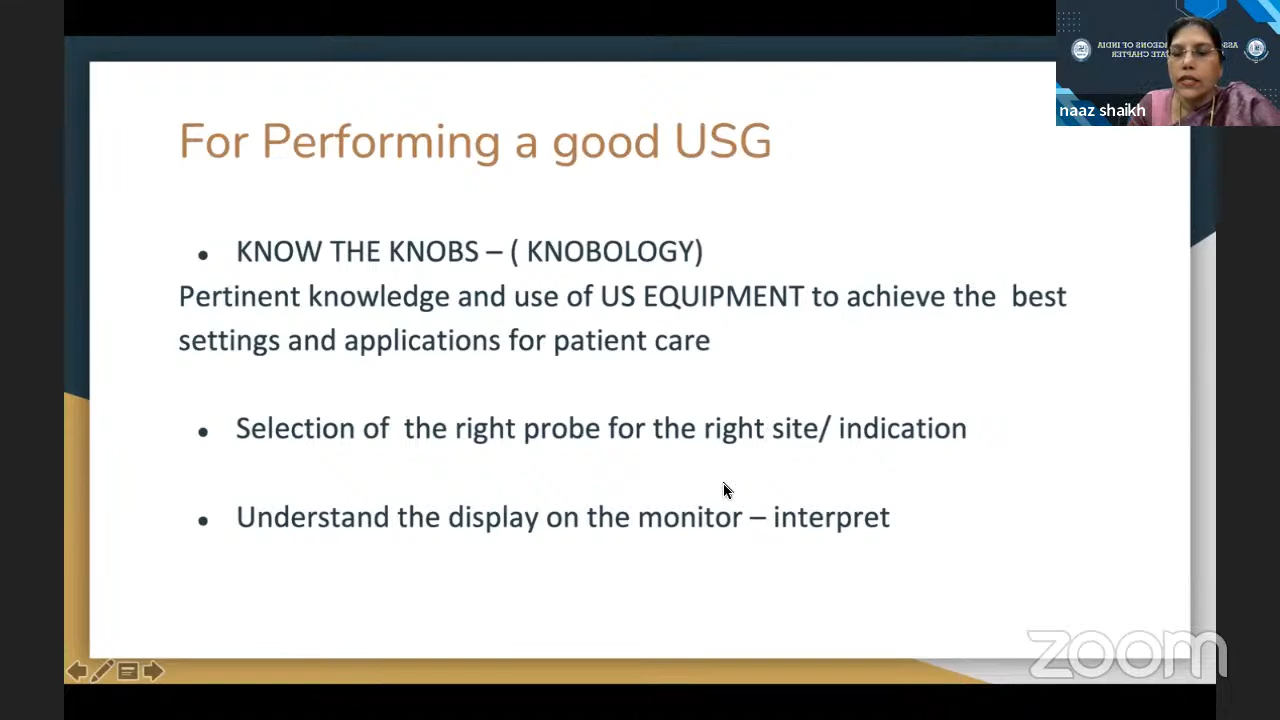 For Performing a good USG
• KNOW THE KNOBS – ( KNOBOLOGY)
Pertinent knowledge and use of US EQUIPMENT to achieve the best
settings and applications for patient care
• Selection of the right probe for the right site/ indication
• Understand the display on the monitor – interpret
naaz shaikh
zoom